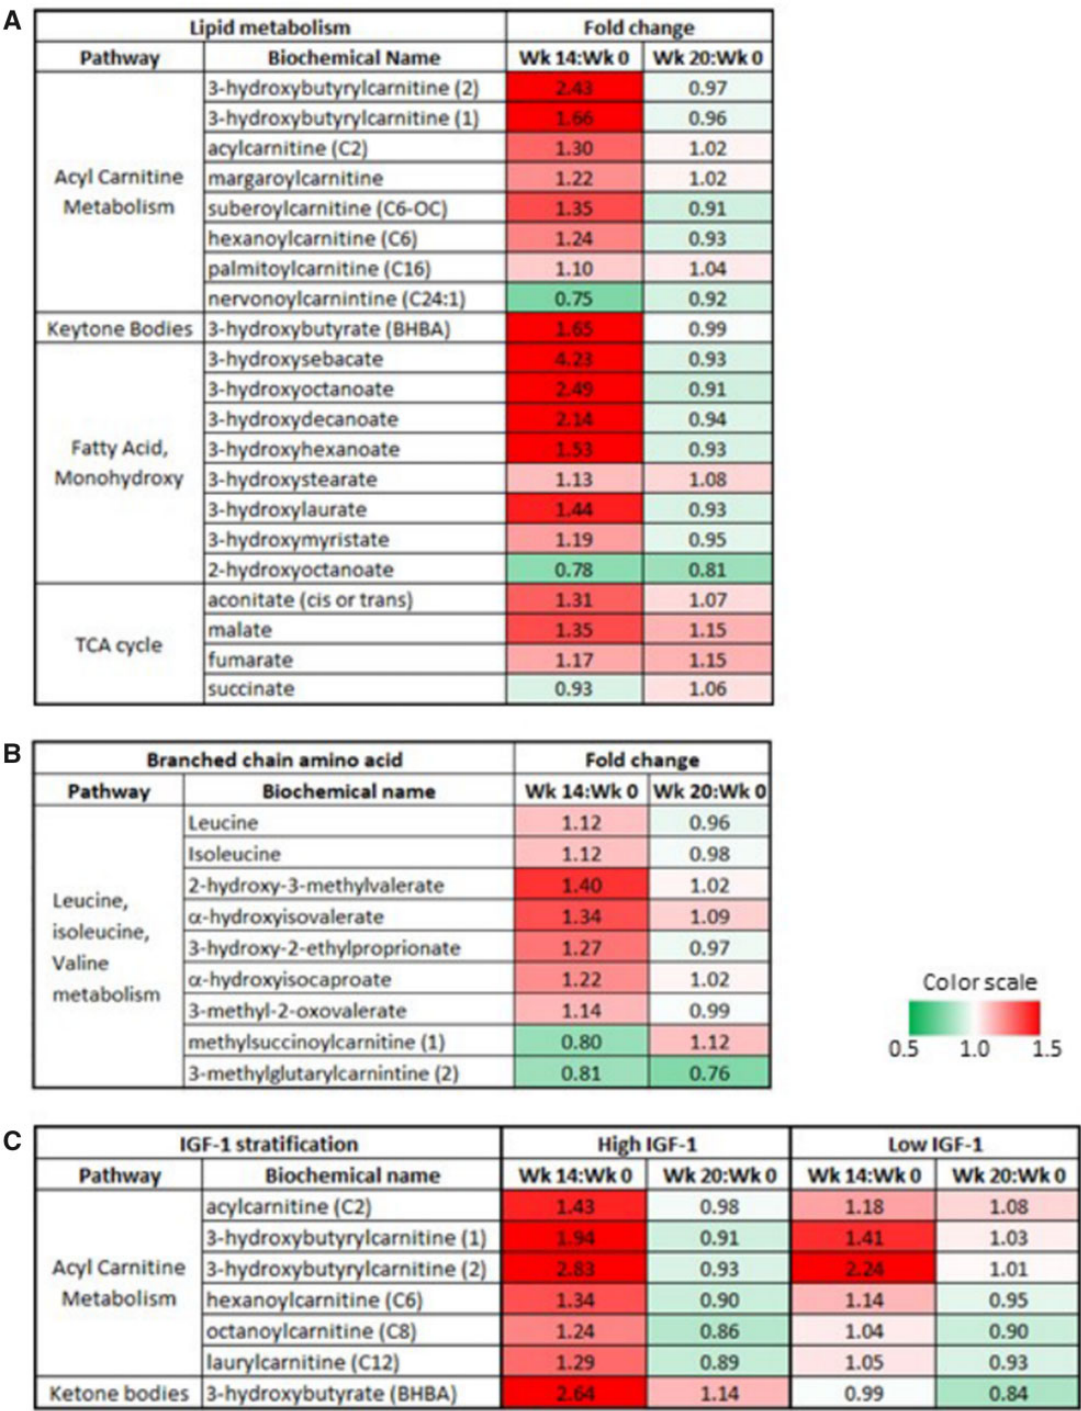 A
Lipid metabolism Fold change
Pathway Biochemical Name Wk 14:Wk 0 Wk 20:Wk 0
3-hydroxybutyrylcarnitine (2) 2.43 0.97
3-hydroxybutyrylcarnitine (1) 1.66 0.96
acylcarnitine (C2) 1.30 1.02
Acyl Carnitine margaroylcarnitine 1.22 1.02
Metabolism suberoylcarnitine (C6-OC) 1.35 0.91
hexanoylcarnitine (C6) 1.24 0.93
palmitoylcarnitine (C16) 1.10 1.04
nervonoylcarnintine (C24:1) 0.75 0.92
Keytone Bodies 3-hydroxybutyrate (BHBA) 1.65 0.99
3-hydroxysebacate 4.23 0.93
3-hydroxyoctanoate 2.49 0.91
3-hydroxydecanoate 2.14 0.94
Fatty Acid, 3-hydroxyhexanoate 1.53 0.93
Monohydroxy 3-hydroxystearate 1.13 1.08
3-hydroxylaurate 1.44 0.93
3-hydroxymyristate 1.19 0.95
2-hydroxyoctanoate 0.78 0.81
aconitate (cis or trans) 1.31 1.07
TCA cycle malate 1.35 1.15
fumarate 1.17 1.15
succinate 0.93 1.06
B
Branched chain amino acid Fold change
Pathway Biochemical name Wk 14:Wk 0 Wk 20:Wk 0
Leucine 1.12 0.96
Isoleucine 1.12 0.98
2-hydroxy-3-methylvalerate 1.40 1.02
Leucine, α-hydroxyisovalerate 1.34 1.09
isoleucine, 3-hydroxy-2-ethylproprionate 1.27 0.97
Valine α-hydroxyisocaproate 1.22 1.02
metabolism 3-methyl-2-oxovalerate 1.14 0.99
methylsuccinoylcarnitine (1) 0.80 1.12
3-methylglutarylcarnintine (2) 0.81 0.76
Color scale
0.5 1.0 1.5
C
IGF-1 stratification High IGF-1 Low IGF-1
Pathway Biochemical name Wk 14:Wk 0 Wk 20:Wk 0 Wk 14:Wk 0 Wk 20:Wk 0
acylcarnitine (C2) 1.43 0.98 1.18 1.08
3-hydroxybutyrylcarnitine (1) 1.94 0.91 1.41 1.03
Acyl Carnitine 3-hydroxybutyrylcarnitine (2) 2.83 0.93 2.24 1.01
Metabolism hexanoylcarnitine (C6) 1.34 0.90 1.14 0.95
octanoylcarnitine (C8) 1.24 0.86 1.04 0.90
laurylcarnitine (C12) 1.29 0.89 1.05 0.93
Ketone bodies 3-hydroxybutyrate (BHBA) 2.64 1.14 0.99 0.84